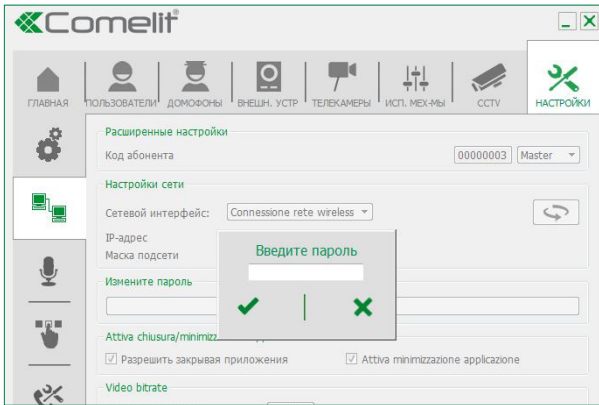 Comelit
ГЛАВНАЯ ПОЛЬЗОВАТЕЛИ ДОМОФОНЫ ВНЕШН. УСТР ТЕЛЕКАМЕРЫ ИСП. МЕХ-МЫ CCTV НАСТРОЙКИ
Расширенные настройки
Код абонента 00000003 Master
Настройки сети
Сетевой интерфейс: Connessione rete wireless
IP-адрес
Маска подсети
Введите пароль
Измените пароль
Attiva chiusura/minimizz
Разрешить закрывая приложения Attiva minimizzazione applicazione
Video bitrate